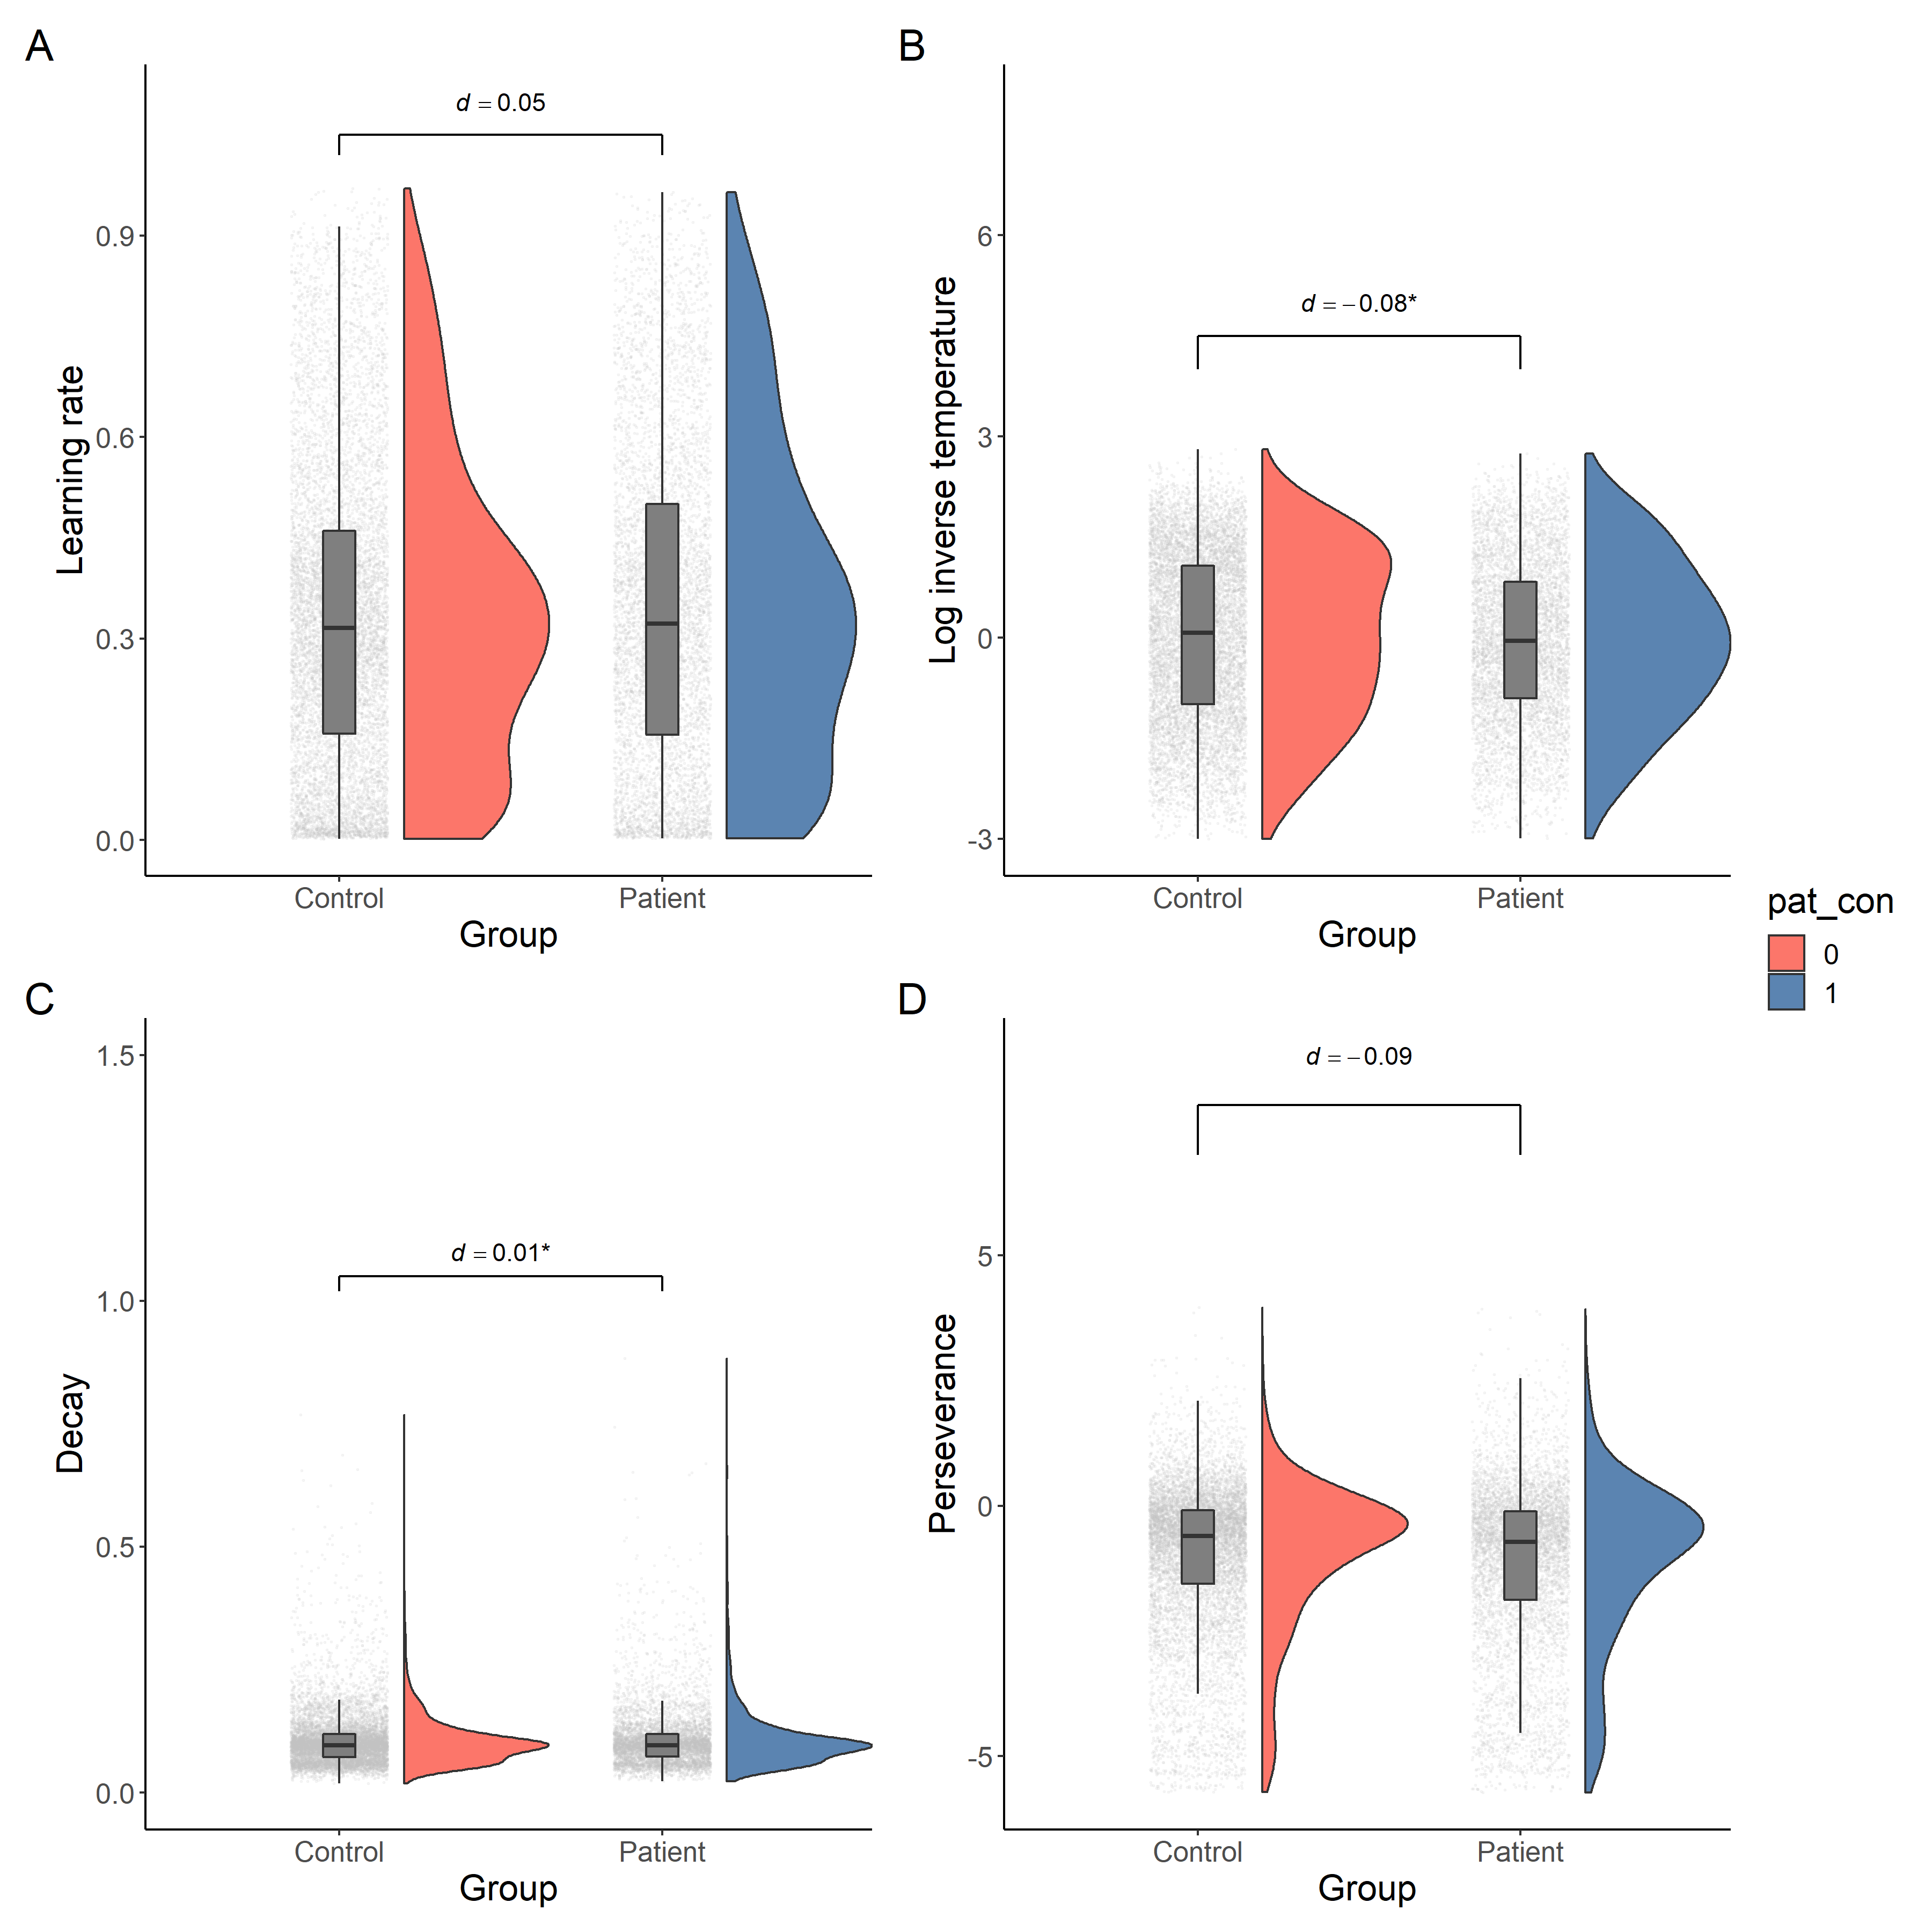 A
d = 0.05
Learning rate
0.9
0.6
0.3
0.0
Control
Patient
Group
B
d = −0.08*
Log inverse temperature
6
3
0
-3
Control
Patient
Group
pat_con
0
1
C
d = 0.01*
Decay
1.5
1.0
0.5
0.0
Control
Patient
Group
D
d = −0.09
Perseverance
5
0
-5
Control
Patient
Group